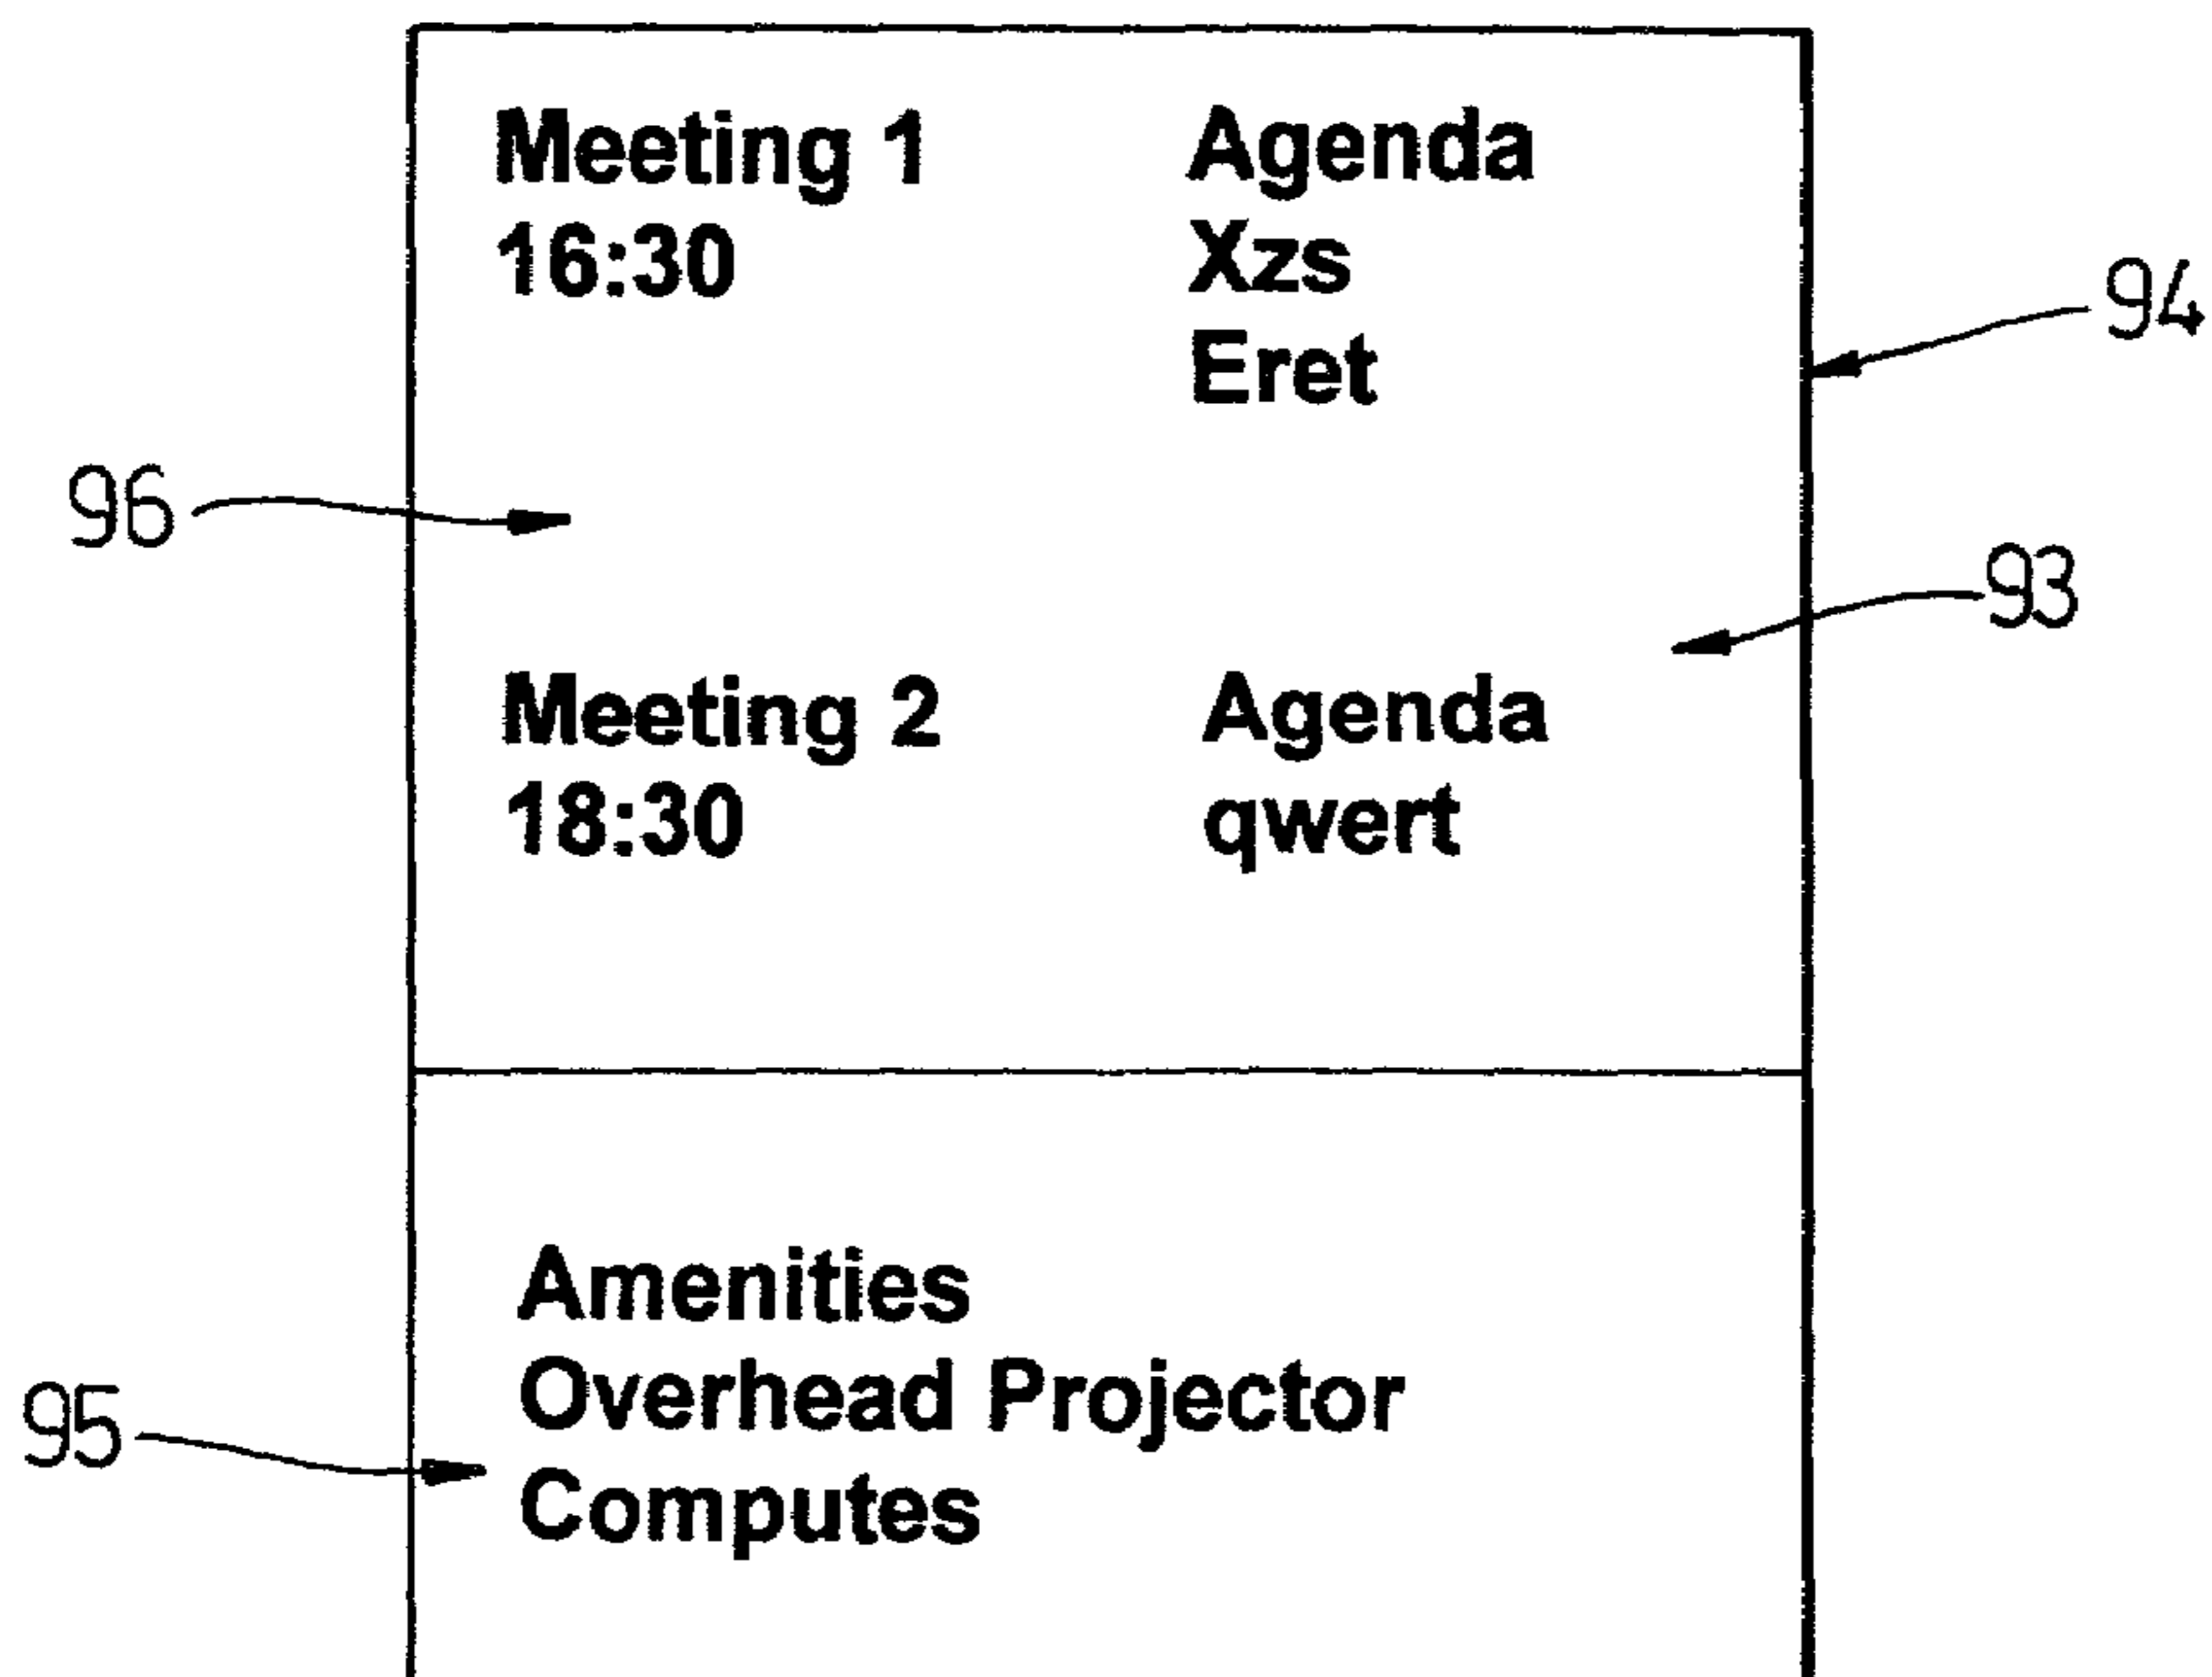 Meeting 1 Agenda
16:30 Xzs
Eret
94
96
93
Meeting 2 Agenda
18:30 qwert
Amenities
Overhead Projector
95
Computes